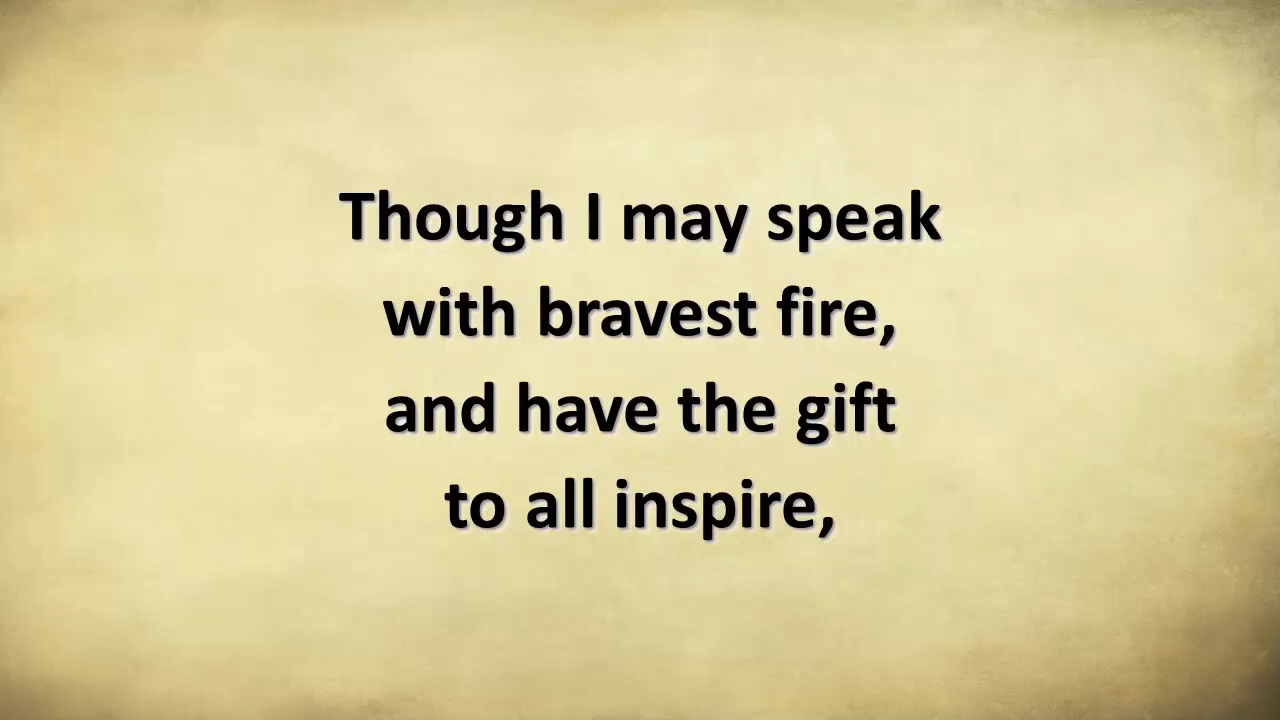 Though I may speak
with bravest fire,
and have the gift
to all inspire,